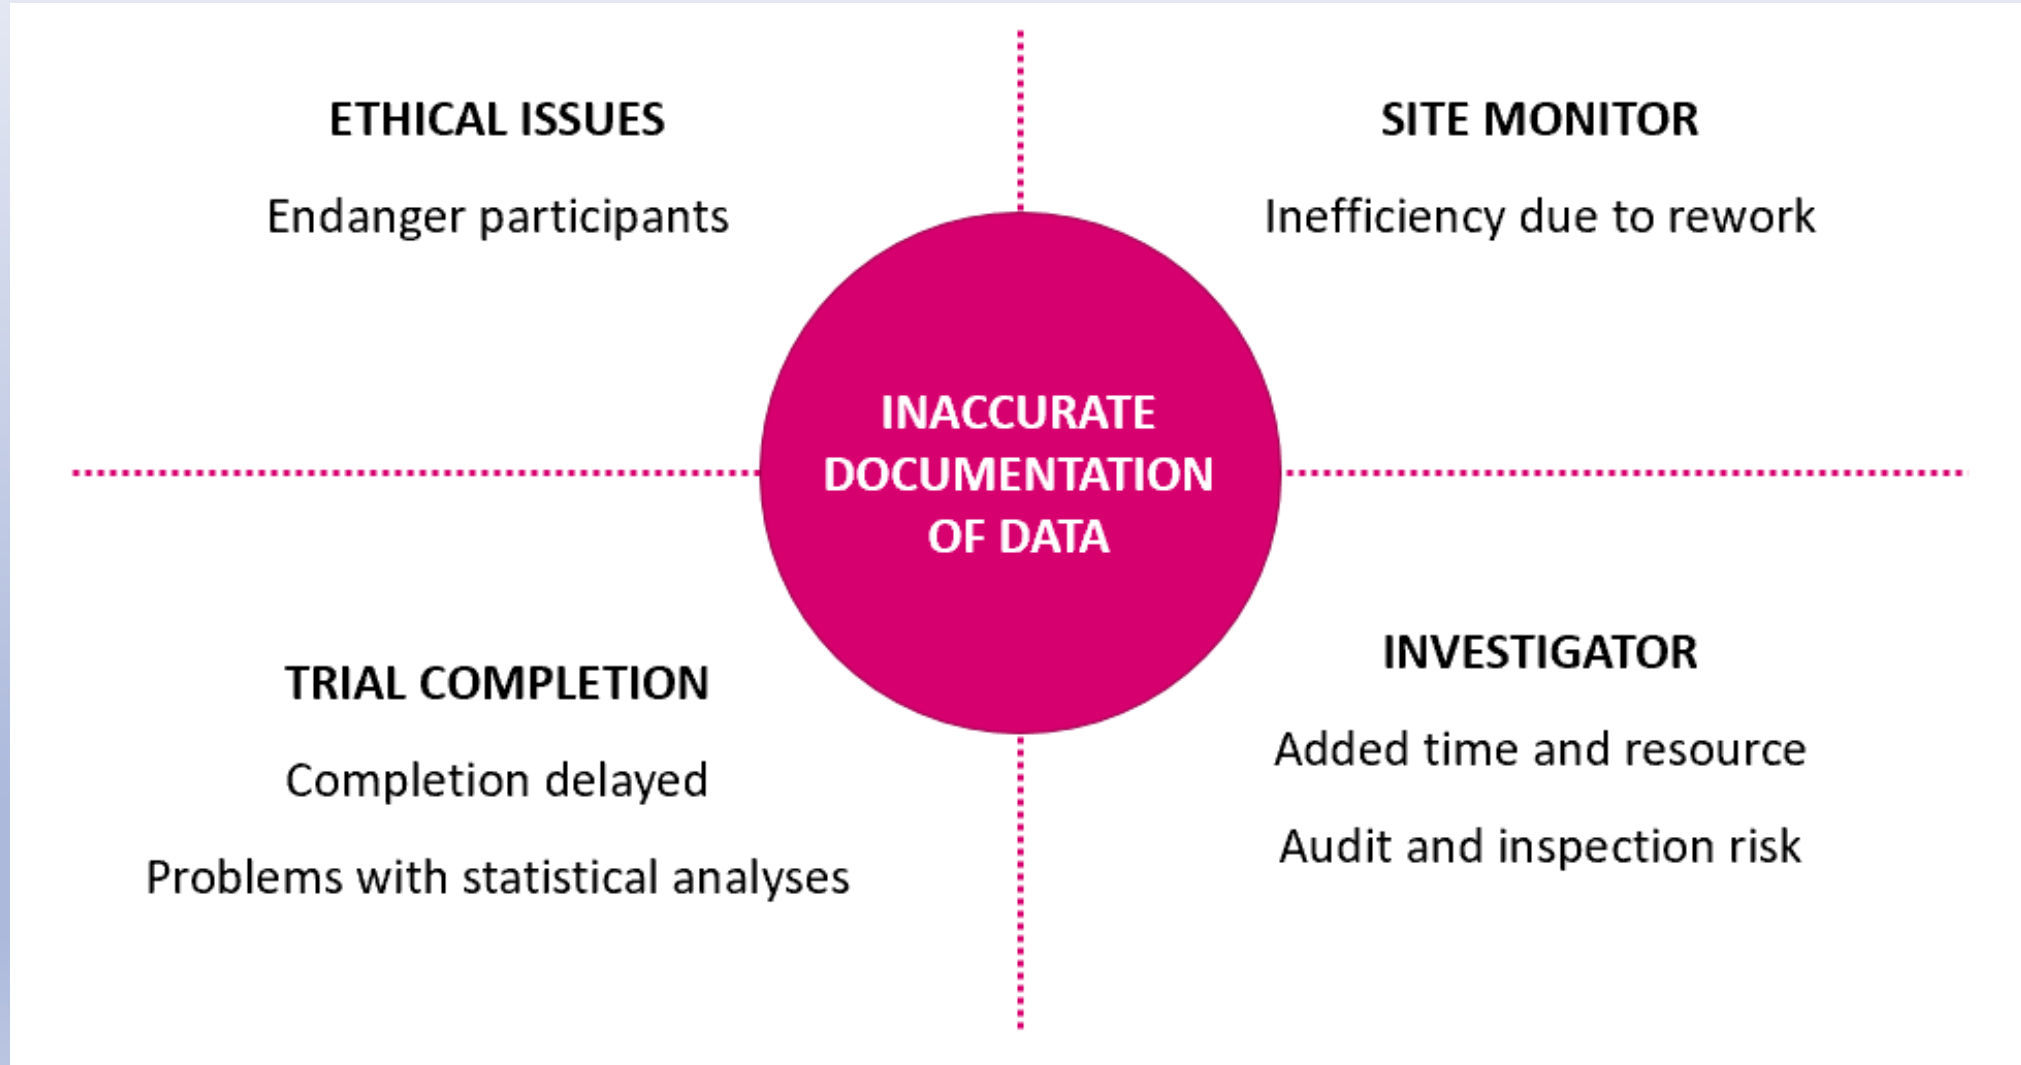 ETHICAL ISSUES
Endanger participants
SITE MONITOR
Inefficiency due to rework
INACCURATE
DOCUMENTATION
OF DATA
TRIAL COMPLETION
Completion delayed
Problems with statistical analyses
INVESTIGATOR
Added time and resource
Audit and inspection risk